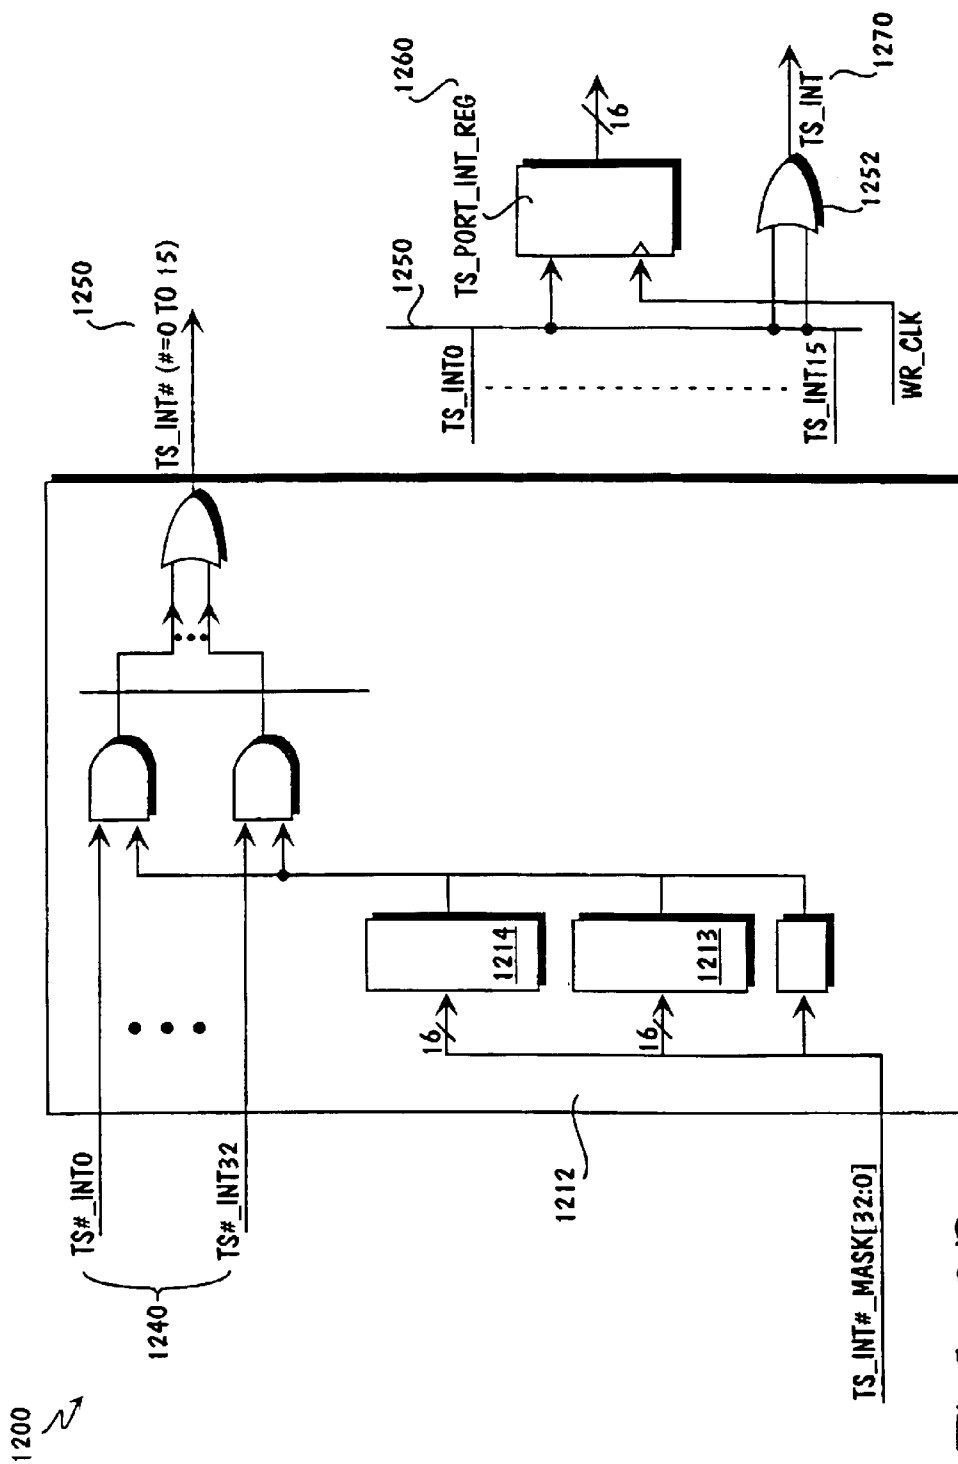 1200
1240
TS#_INT0
TS#_INT32
TS_INT#_MASK[32:0]
1212
16
16
1214
1213
TS_INT# (#=0 TO 15)
1250
TS_INT0
TS_INT15
WR_CLK
1250
TS_PORT_INT_REG
1260
16
1252
TS_INT
1270